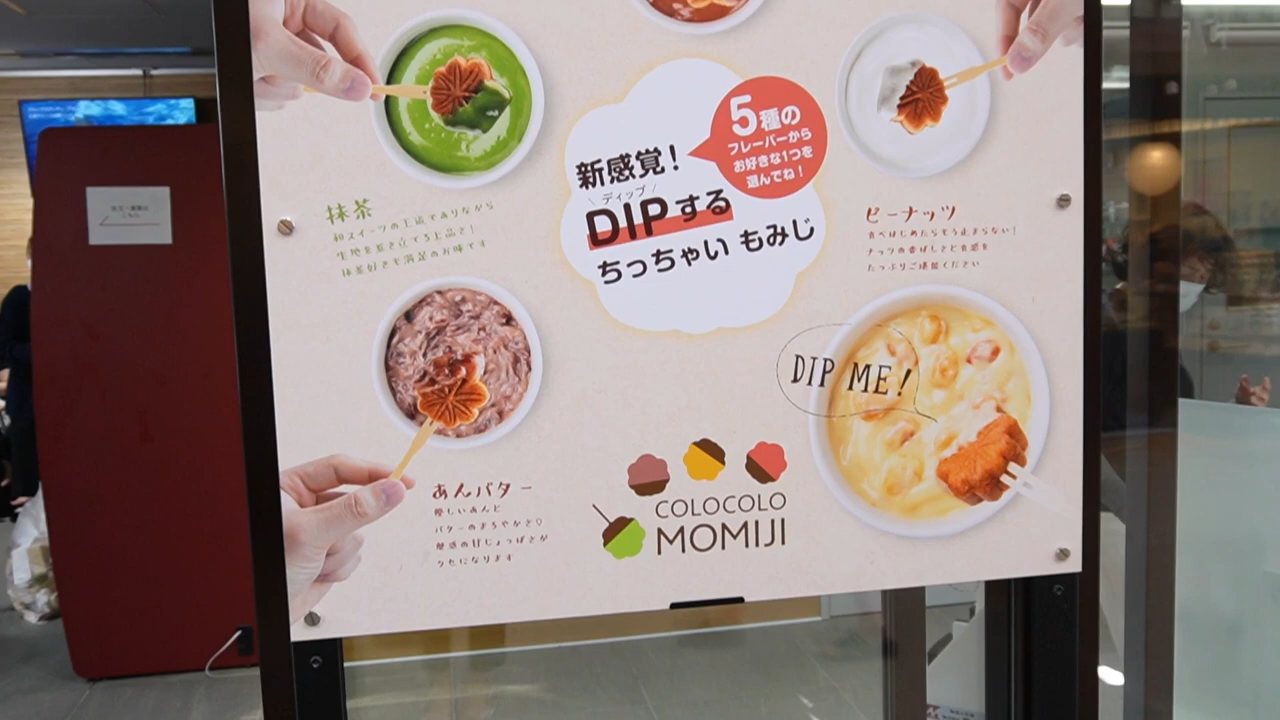 5種の
フレーバーから
お好きな1つを
選んでね!
新感覚!
ディップ
DIPする
ちっちゃい もみじ
抹茶
和スイーツの王道でありながら
生地を惹き立てる上品さ!
抹茶好きも満足のお味です
ピーナッツ
食べはじめたらもう止まらない!
ナッツの香ばしさと食感を
たっぷりご堪能ください
DIP ME!
あんバター
優しいあんと
バターのまろやかさ♡
魅惑の甘じょっぱさが
クセになります
COLOCOLO
MOMIJI